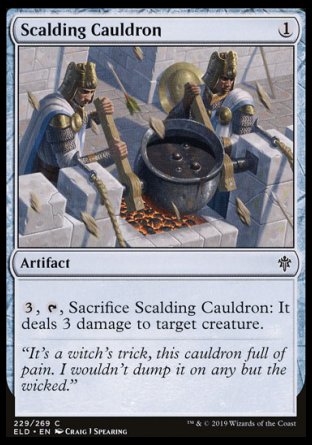 Scalding Cauldron 1
Artifact
3, T, Sacrifice Scalding Cauldron: It
deals 3 damage to target creature.
"It's a witch's trick, this cauldron full of
pain. I wouldn't dump it on any but the
wicked."
229/269 C
ELD • EN Craig J Spearing
™ & © 2019 Wizards of the Coast